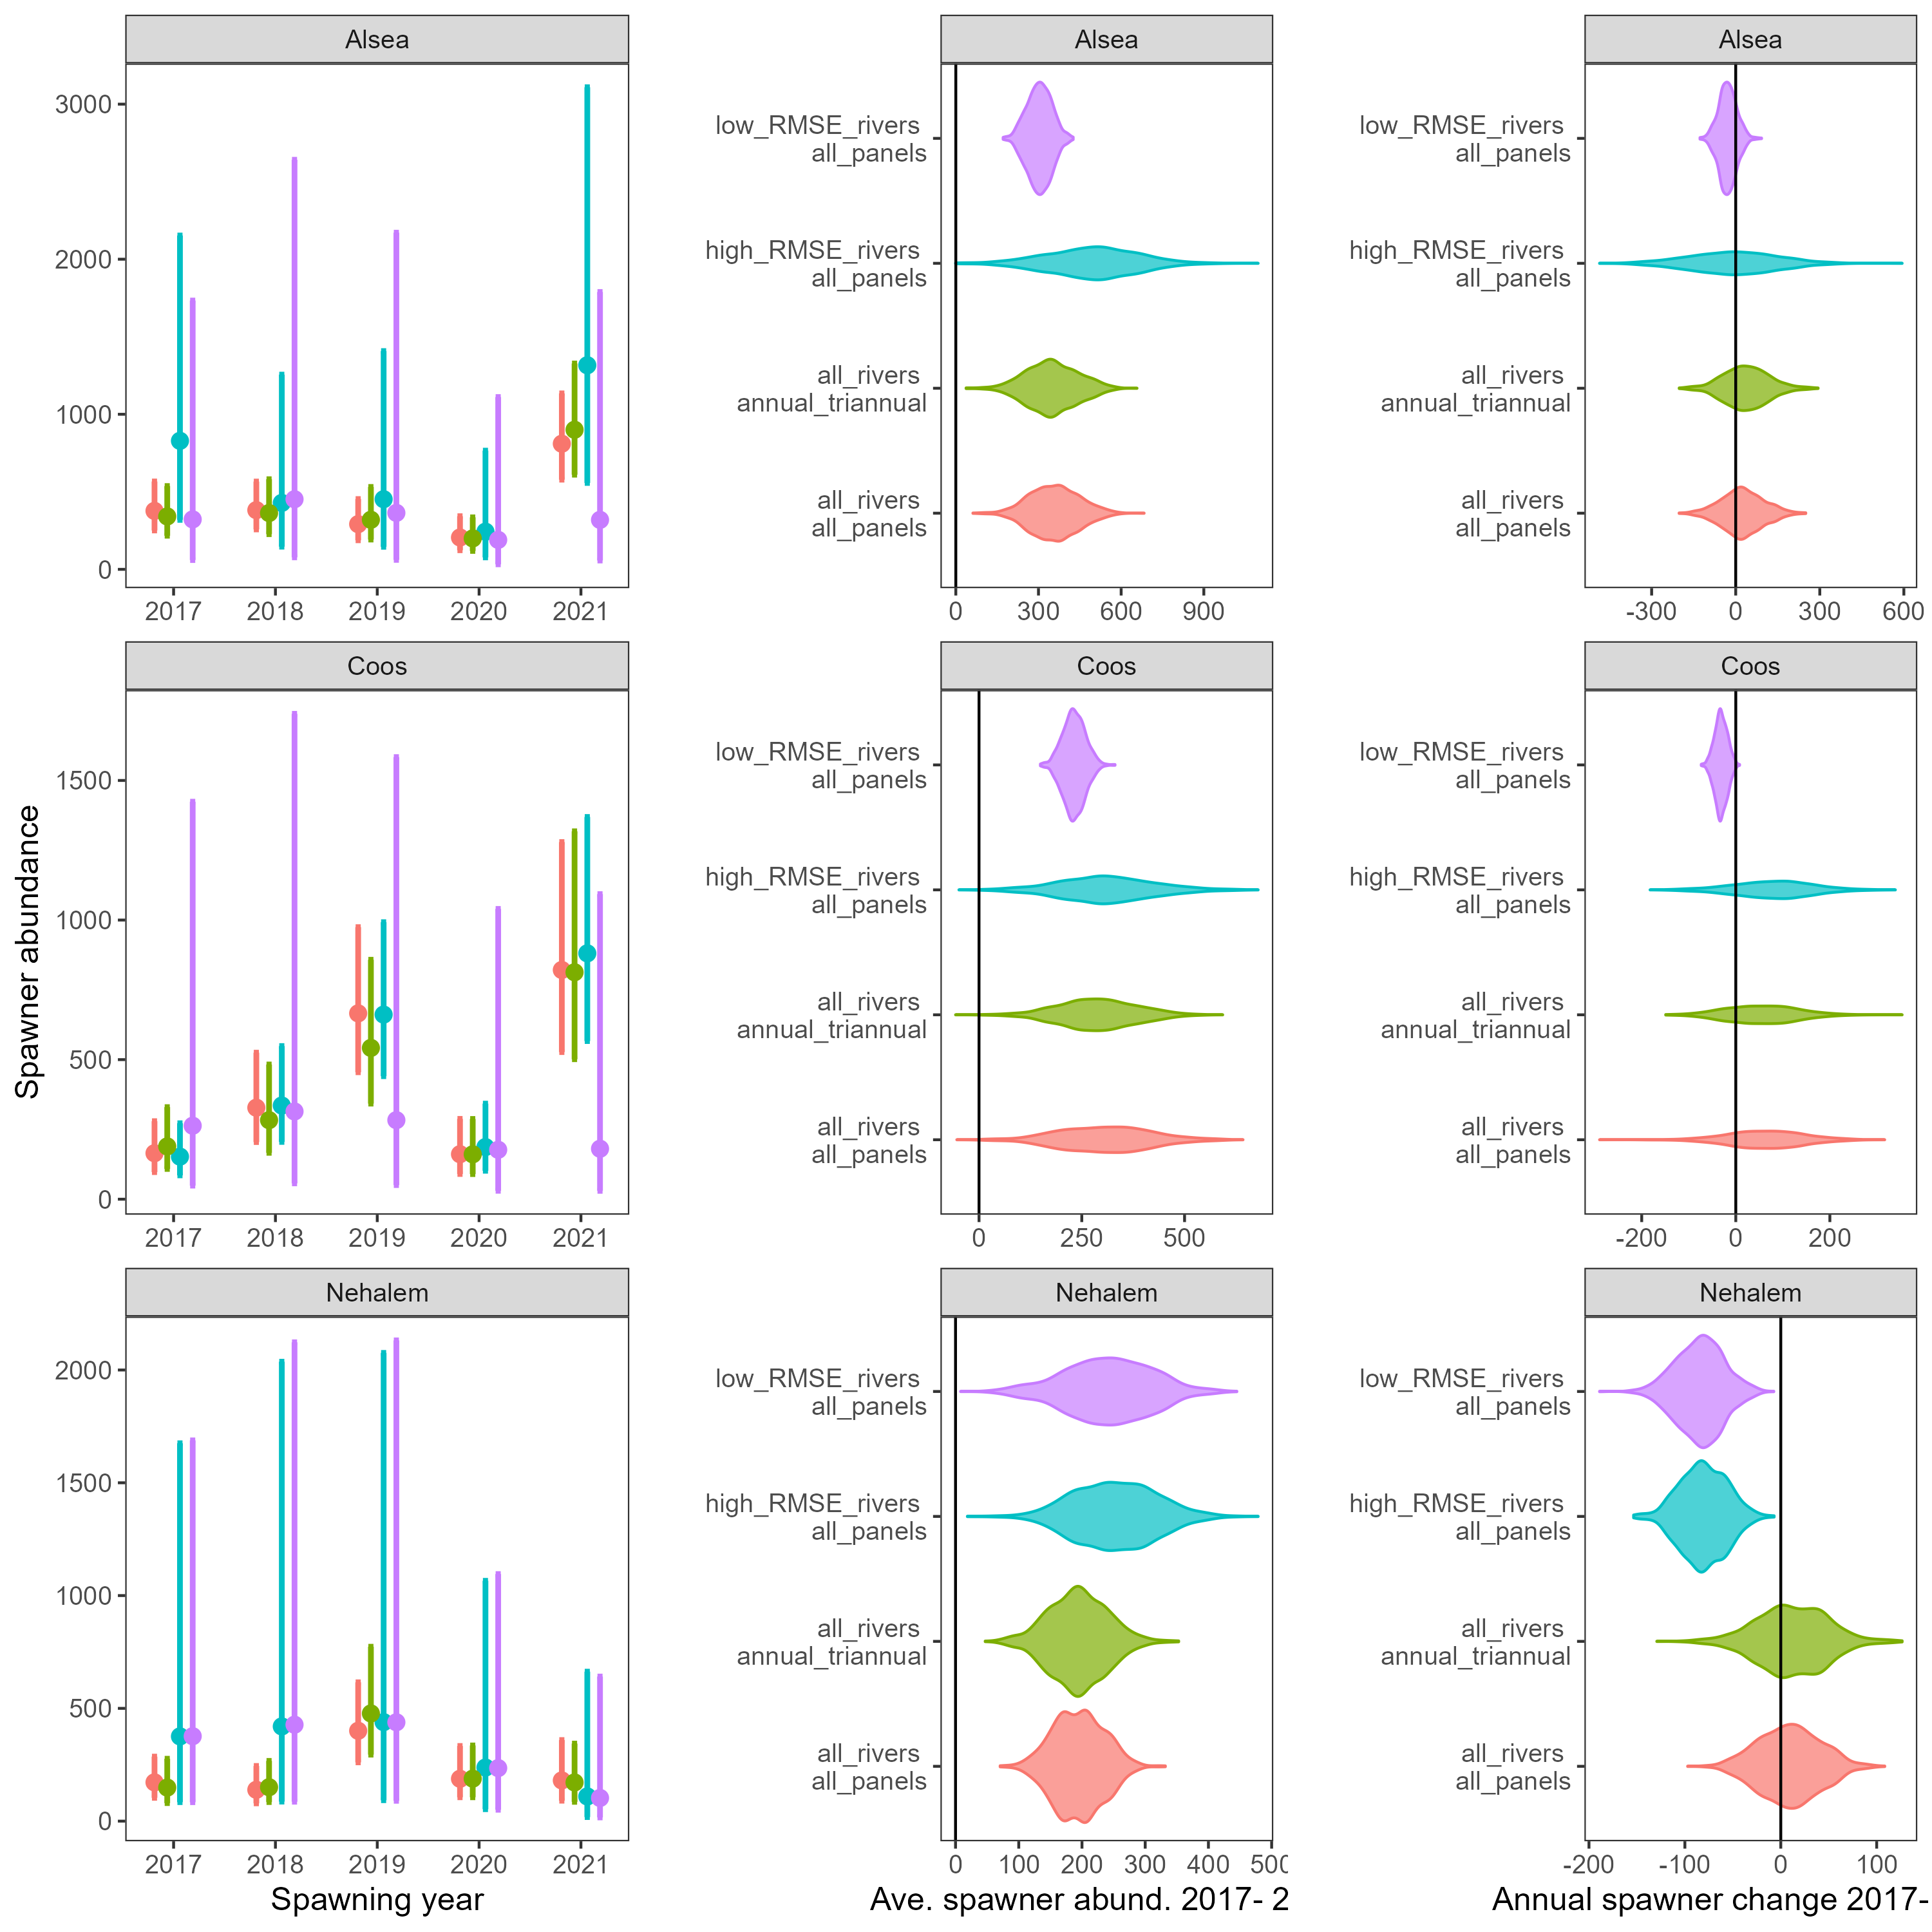 Alsea
Alsea
Alsea
3000
2000
1000
0
2017
2018
2019
2020
2021
low_RMSE_rivers
all_panels
high_RMSE_rivers
all_panels
all_rivers
annual_triannual
all_rivers
all_panels
0
300
600
900
low_RMSE_rivers
all_panels
high_RMSE_rivers
all_panels
all_rivers
annual_triannual
all_rivers
all_panels
-300
0
300
600
Spawner abundance
Coos
Coos
Coos
1500
1000
500
0
2017
2018
2019
2020
2021
low_RMSE_rivers
all_panels
high_RMSE_rivers
all_panels
all_rivers
annual_triannual
all_rivers
all_panels
0
250
500
low_RMSE_rivers
all_panels
high_RMSE_rivers
all_panels
all_rivers
annual_triannual
all_rivers
all_panels
-200
0
200
Nehalem
Nehalem
Nehalem
2000
1500
1000
500
0
2017
2018
2019
2020
2021
Spawning year
low_RMSE_rivers
all_panels
high_RMSE_rivers
all_panels
all_rivers
annual_triannual
all_rivers
all_panels
0
100
200
300
400
500
Ave. spawner abund. 2017- 2
low_RMSE_rivers
all_panels
high_RMSE_rivers
all_panels
all_rivers
annual_triannual
all_rivers
all_panels
-200
-100
0
100
Annual spawner change 2017-